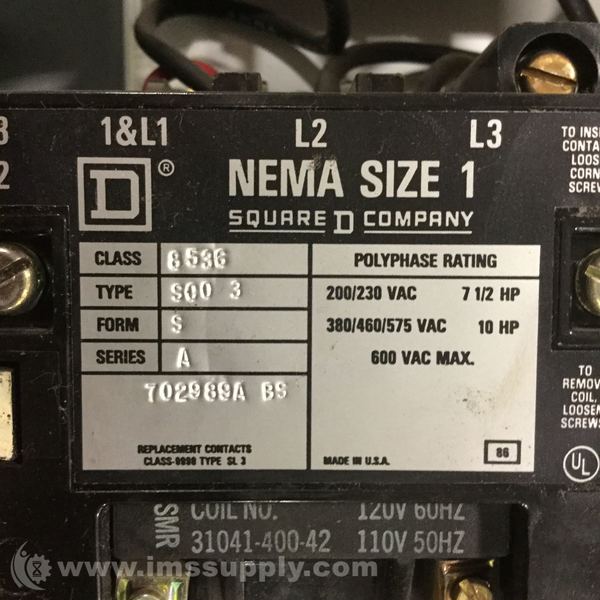 3 1&L1 L2 L3
2
TO INS
CONTA
LOOS
CORN
SCREW
D ®
NEMA SIZE 1
SQUARE D COMPANY
CLASS 8536
TYPE SOO 3
FORM S
SERIES A
702969A BS
REPLACEMENT CONTACTS
CLASS-9998 TYPE SL 3
POLYPHASE RATING
200/230 VAC 7 1/2 HP
380/460/575 VAC 10 HP
600 VAC MAX.
MADE IN U.S.A. 86
TO
REMOV
COIL,
LOOSEN
SCREWS
UL
SMR
COIL NO. 120V 60HZ
31041-400-42 110V 50HZ
www.imssupply.com